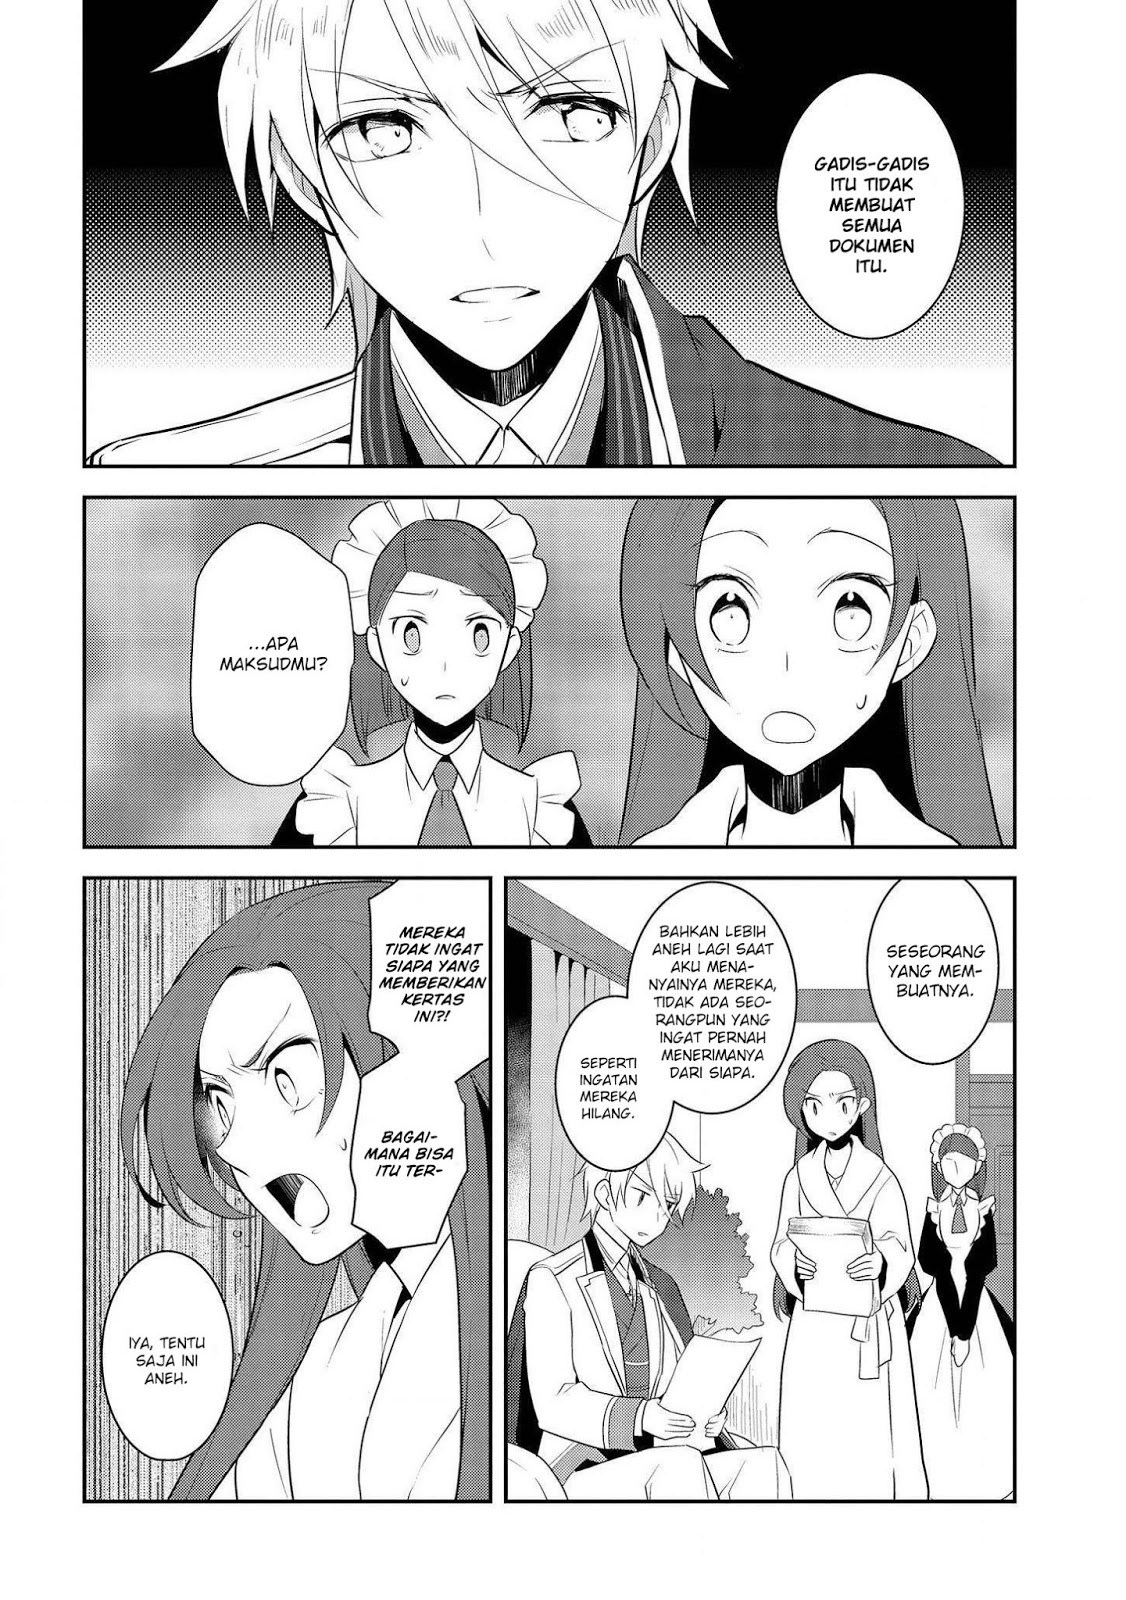 GADIS-GADIS
ITU TIDAK
MEMBUAT
SEMUA
DOKUMEN
ITU.
...APA
MAKSUDMU?
SESEORANG
YANG MEM-
BUATNYA.
BAHKAN LEBIH
ANEH LAGI SAAT
AKU MENA-
NYAINYA MEREKA,
TIDAK ADA SEO-
RANGPUN YANG
INGAT PERNAH
MENERIMANYA
DARI SIAPA.
SEPERTI
INGATAN
MEREKA
HILANG.
MEREKA
TIDAK INGAT
SIAPA YANG
MEMBERIKAN
KERTAS
INI?!
BAGAI-
MANA BISA
ITU TER-
IYA, TENTU
SAJA INI
ANEH.